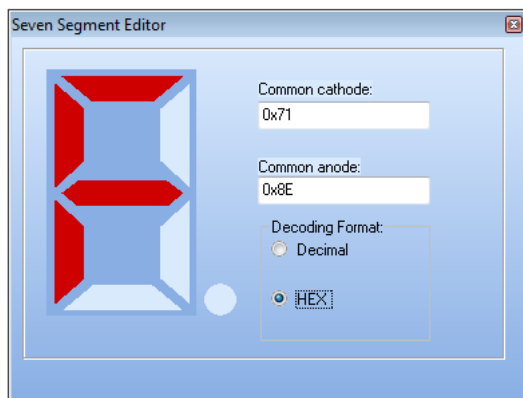 Seven Segment Editor
Common cathode:
0x71
Common anode:
0x8E
Decoding Format:
Decimal
HEX